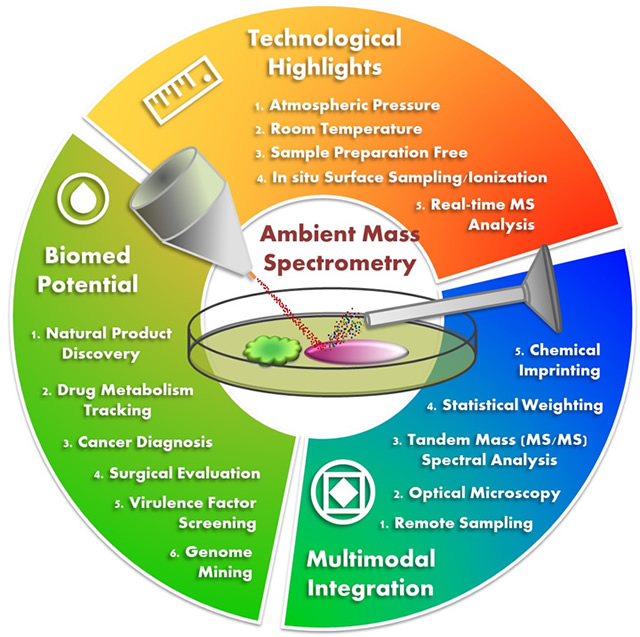 Technological
Highlights
1. Atmospheric Pressure
2. Room Temperature
3. Sample Preparation Free
4. In situ Surface Sampling/Ionization
5. Real-time MS
Analysis
Ambient Mass
Spectrometry
Biomed
Potential
1. Natural Product
Discovery
2. Drug Metabolism
Tracking
3. Cancer Diagnosis
4. Surgical Evaluation
5. Virulence Factor
Screening
6. Genome
Mining
5. Chemical
Imprinting
4. Statistical Weighting
3. Tandem Mass (MS/MS)
Spectral Analysis
2. Optical Microscopy
1. Remote Sampling
Multimodal
Integration